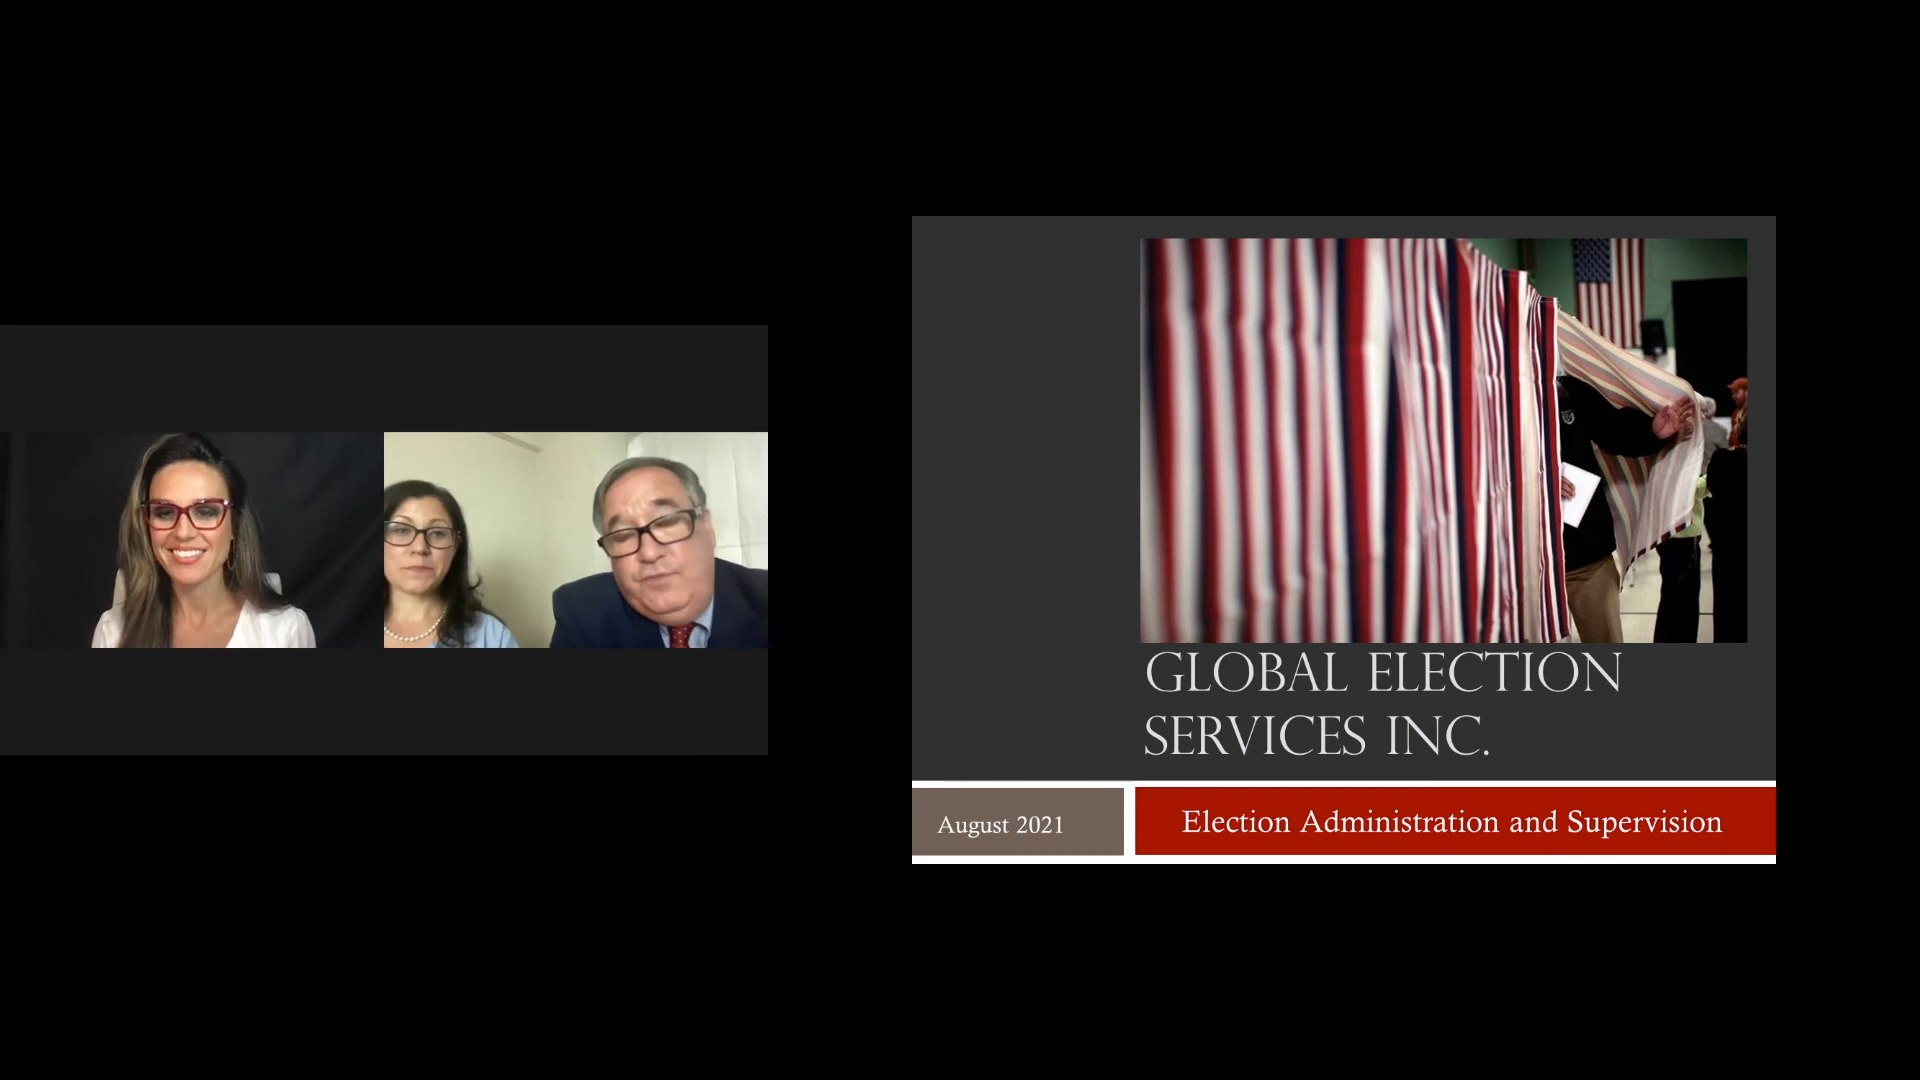 GLOBAL ELECTION
SERVICES INC.
August 2021
Election Administration and Supervision